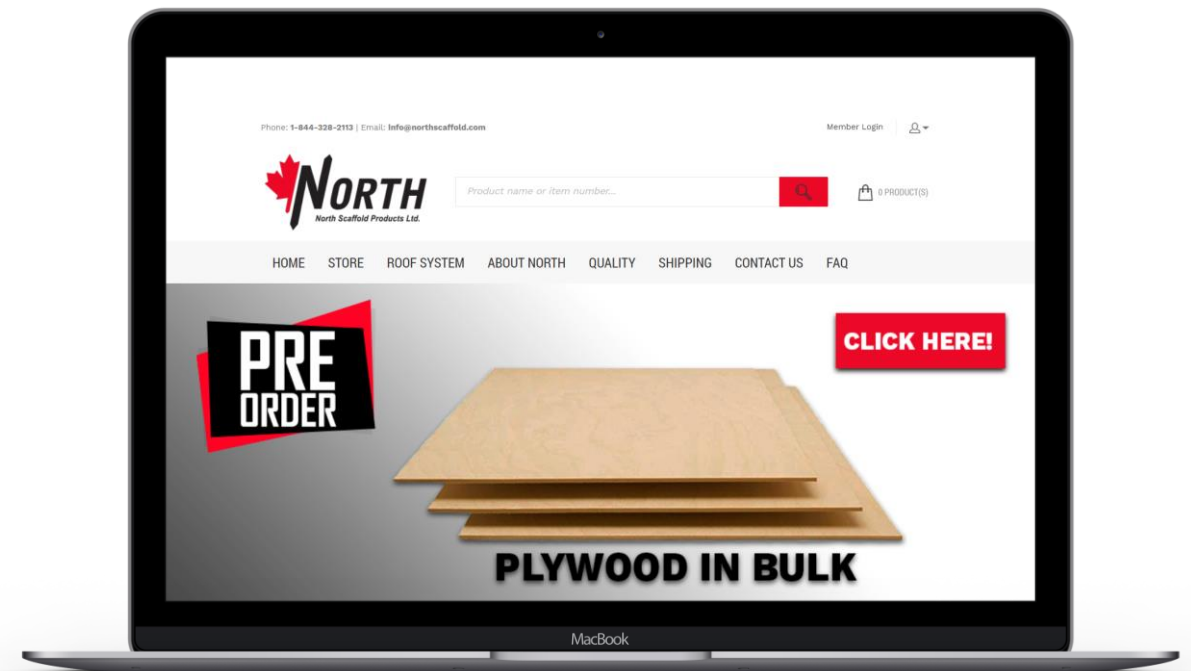 Phone: 1-844-328-2113 | Email: Info@northscaffold.com
Member Login
NORTH
North Scaffold Products Ltd.
Product name or item number...
0 PRODUCT(S)
HOME STORE ROOF SYSTEM ABOUT NORTH QUALITY SHIPPING CONTACT US FAQ
PRE
ORDER
CLICK HERE!
PLYWOOD IN BULK
MacBook